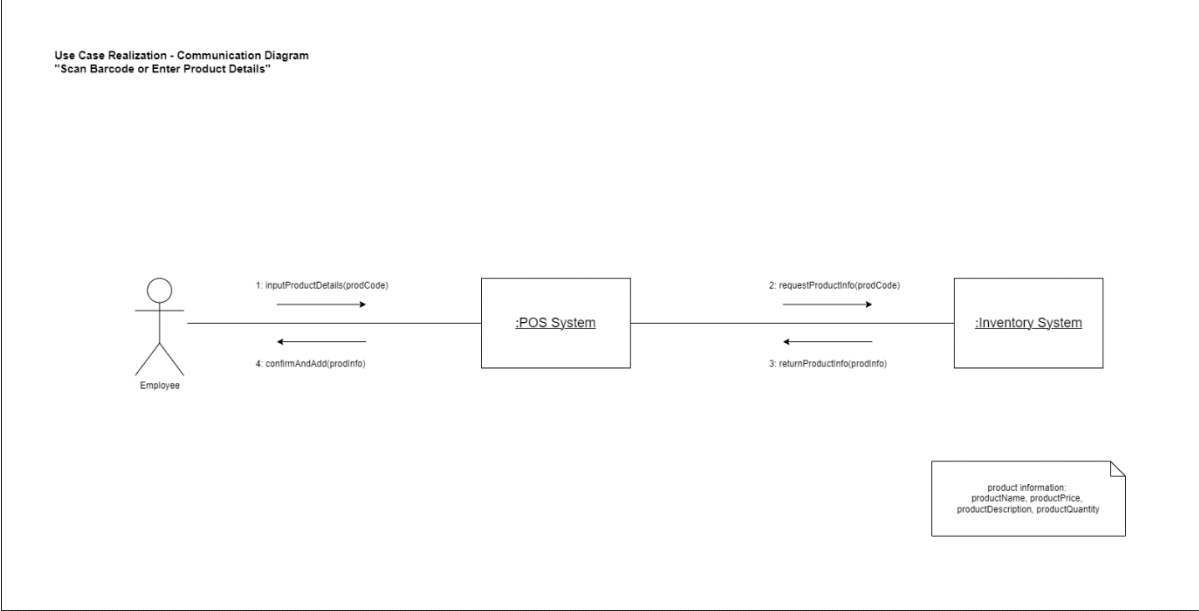 Use Case Realization - Communication Diagram
"Scan Barcode or Enter Product Details"
1: inputProductDetails(prodCode)
2: requestProductInfo(prodCode)
:POS System
:Inventory System
4: confirmAndAdd(prodInfo)
3: returnProductInfo(prodInfo)
Employee
product information:
productName, productPrice,
productDescription, productQuantity